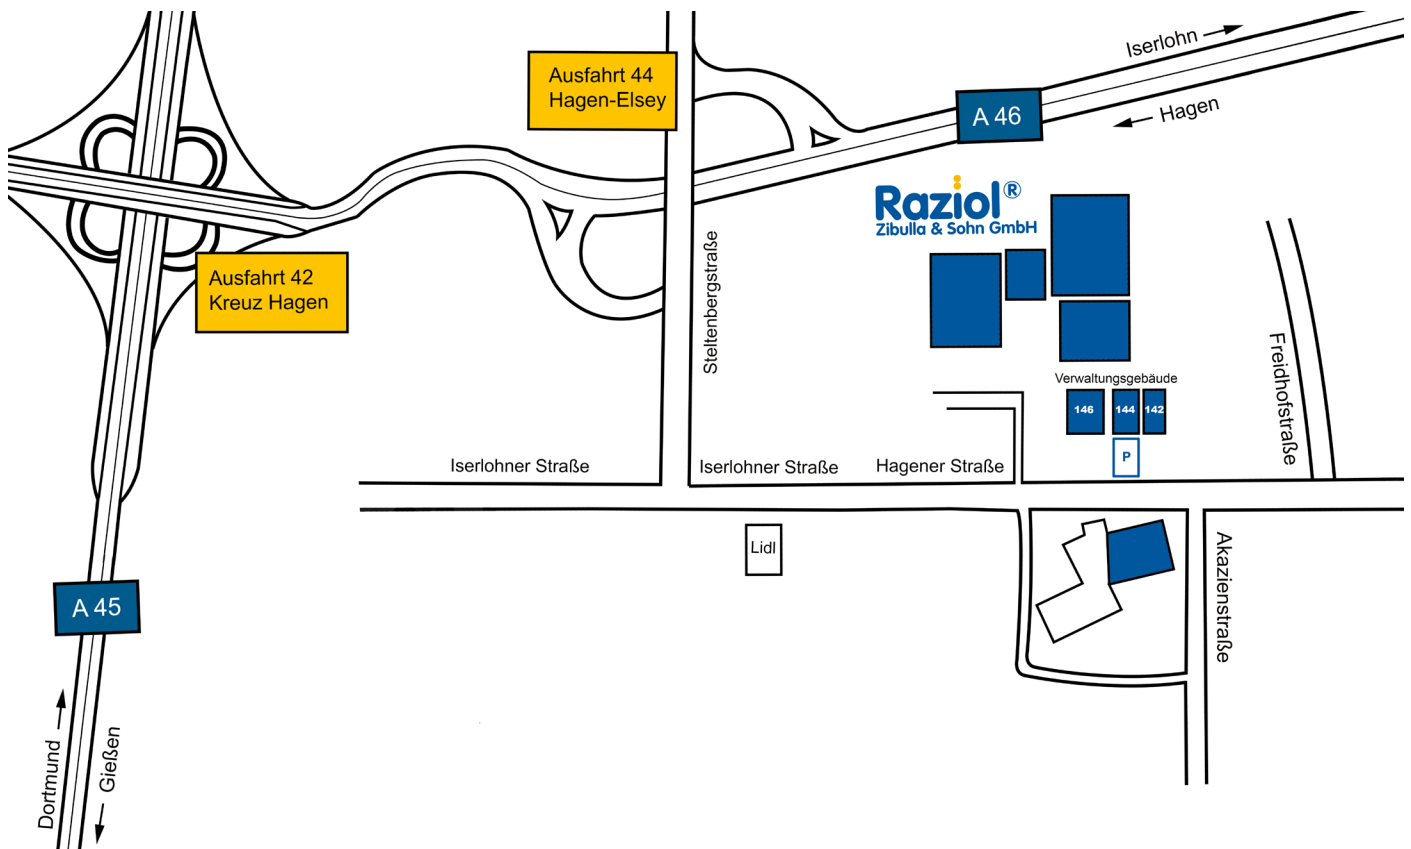 Iserlohn
Ausfahrt 44
Hagen-Elsey
A 46
Hagen
Raziol®
Zibulla & Sohn GmbH
Ausfahrt 42
Kreuz Hagen
Steltenbergstraße
Freidhofstraße
Verwaltungsgebäude
146
144
142
P
Iserlohner Straße
Iserlohner Straße
Hagener Straße
Lidl
Akazienstraße
A 45
Dortmund
Gießen